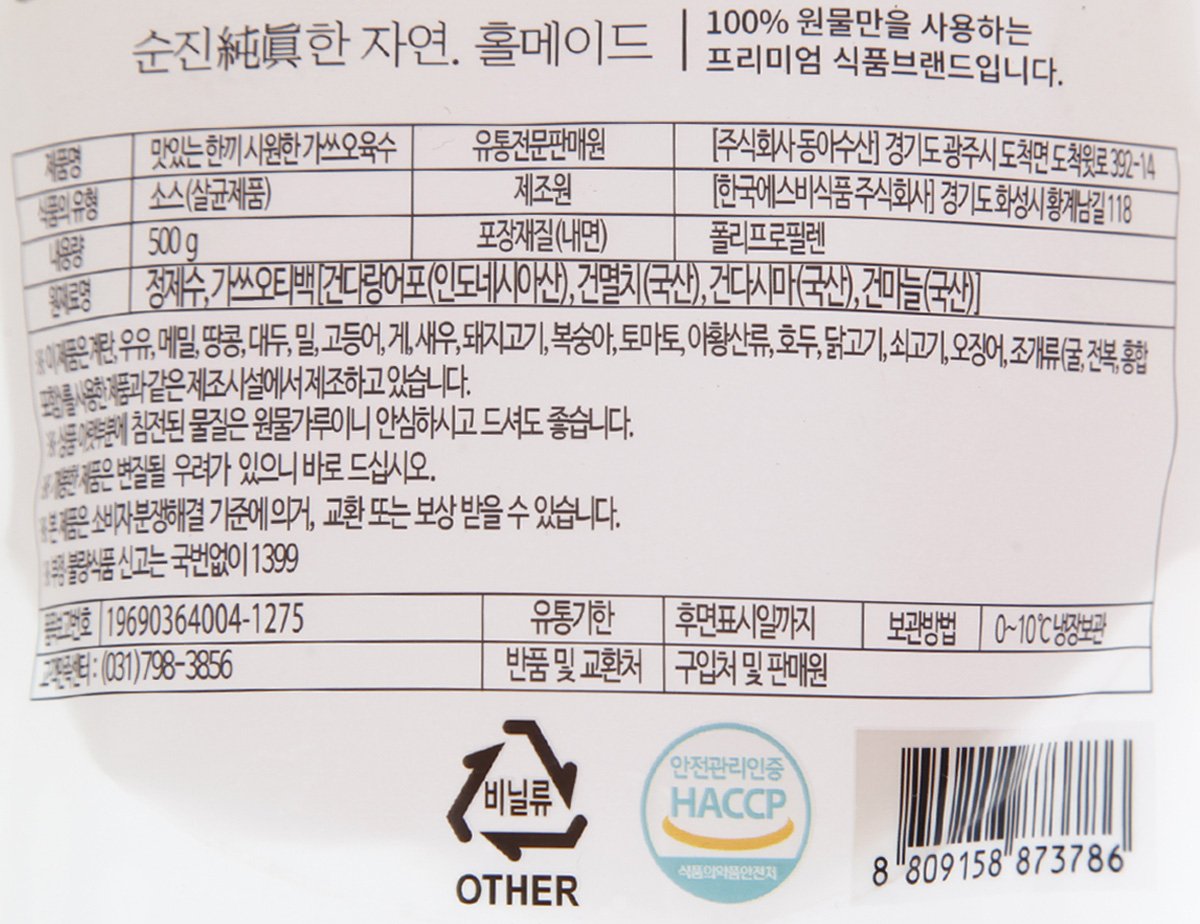 순진純眞한 자연. 홀메이드
100% 원물만을 사용하는
프리미엄 식품브랜드입니다.
제품명 맛있는 한끼 시원한 가쓰오육수 유통전문판매원 [주식회사 동아수산] 경기도 광주시 도척면 도척윗로 392-14
식품의 유형 소스(살균제품) 제조원 [한국에스비식품 주식회사] 경기도 화성시 황계남길 118
내용량 500 g 포장재질(내면) 폴리프로필렌
원재료명 정제수, 가쓰오티백[건다랑어포(인도네시아산), 건멸치(국산), 건다시마(국산), 건마늘(국산)]
※ 이 제품은 계란, 우유, 메밀, 땅콩, 대두, 밀, 고등어, 게, 새우, 돼지고기, 복숭아, 토마토, 아황산류, 호두, 닭고기, 쇠고기, 오징어, 조개류(굴, 전복, 홍합
포함)를 사용한 제품과 같은 제조시설에서 제조하고 있습니다.
※ 상품 아랫부분에 침전된 물질은 원물가루이니 안심하시고 드셔도 좋습니다.
※ 개봉한 제품은 변질될 우려가 있으니 바로 드십시오.
※ 본 제품은 소비자분쟁해결 기준에 의거, 교환 또는 보상 받을 수 있습니다.
※ 부정·불량식품 신고는 국번없이 1399
품목보고번호 19690364004-1275 유통기한 후면표시일까지 보관방법 0~10℃ 냉장보관
고객만족센터 : (031)798-3856 반품 및 교환처 구입처 및 판매원
비닐류
OTHER
안전관리인증
HACCP
식품의약품안전처
8 809158 873786